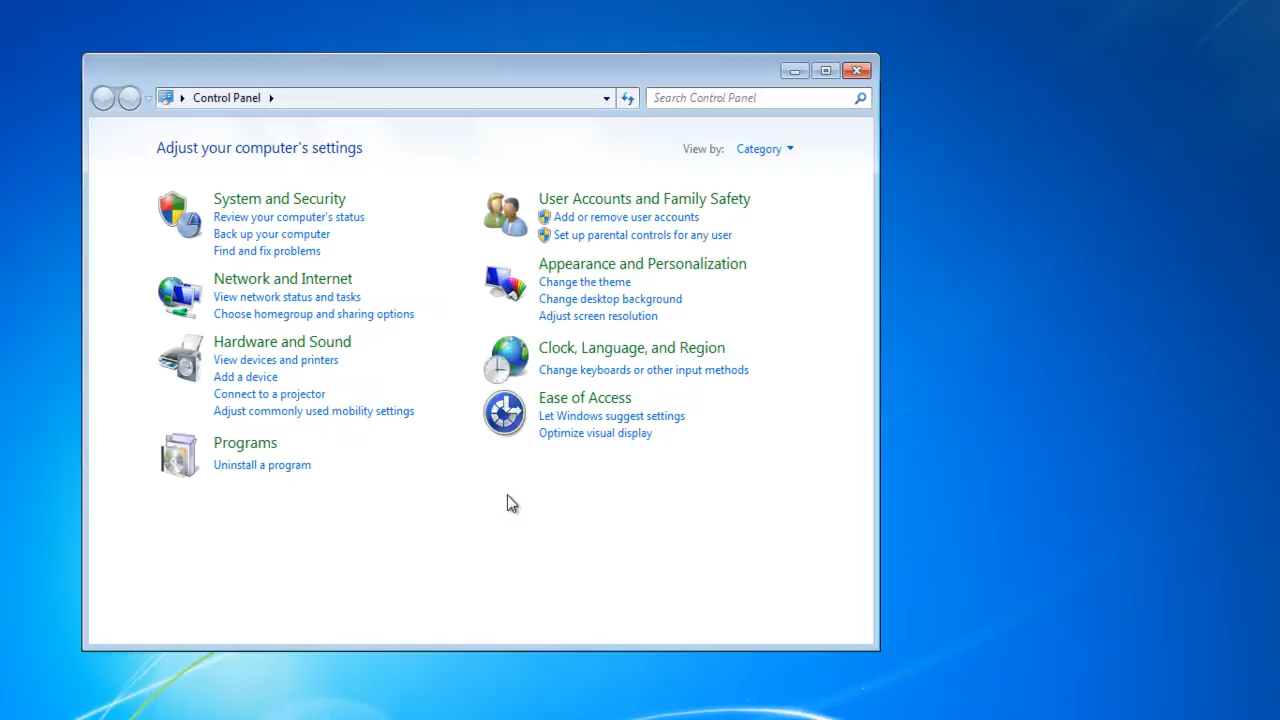 Control Panel
Search Control Panel
Adjust your computer's settings
View by: Category
System and Security
Review your computer's status
Back up your computer
Find and fix problems
Network and Internet
View network status and tasks
Choose homegroup and sharing options
Hardware and Sound
View devices and printers
Add a device
Connect to a projector
Adjust commonly used mobility settings
Programs
Uninstall a program
User Accounts and Family Safety
Add or remove user accounts
Set up parental controls for any user
Appearance and Personalization
Change the theme
Change desktop background
Adjust screen resolution
Clock, Language, and Region
Change keyboards or other input methods
Ease of Access
Let Windows suggest settings
Optimize visual display